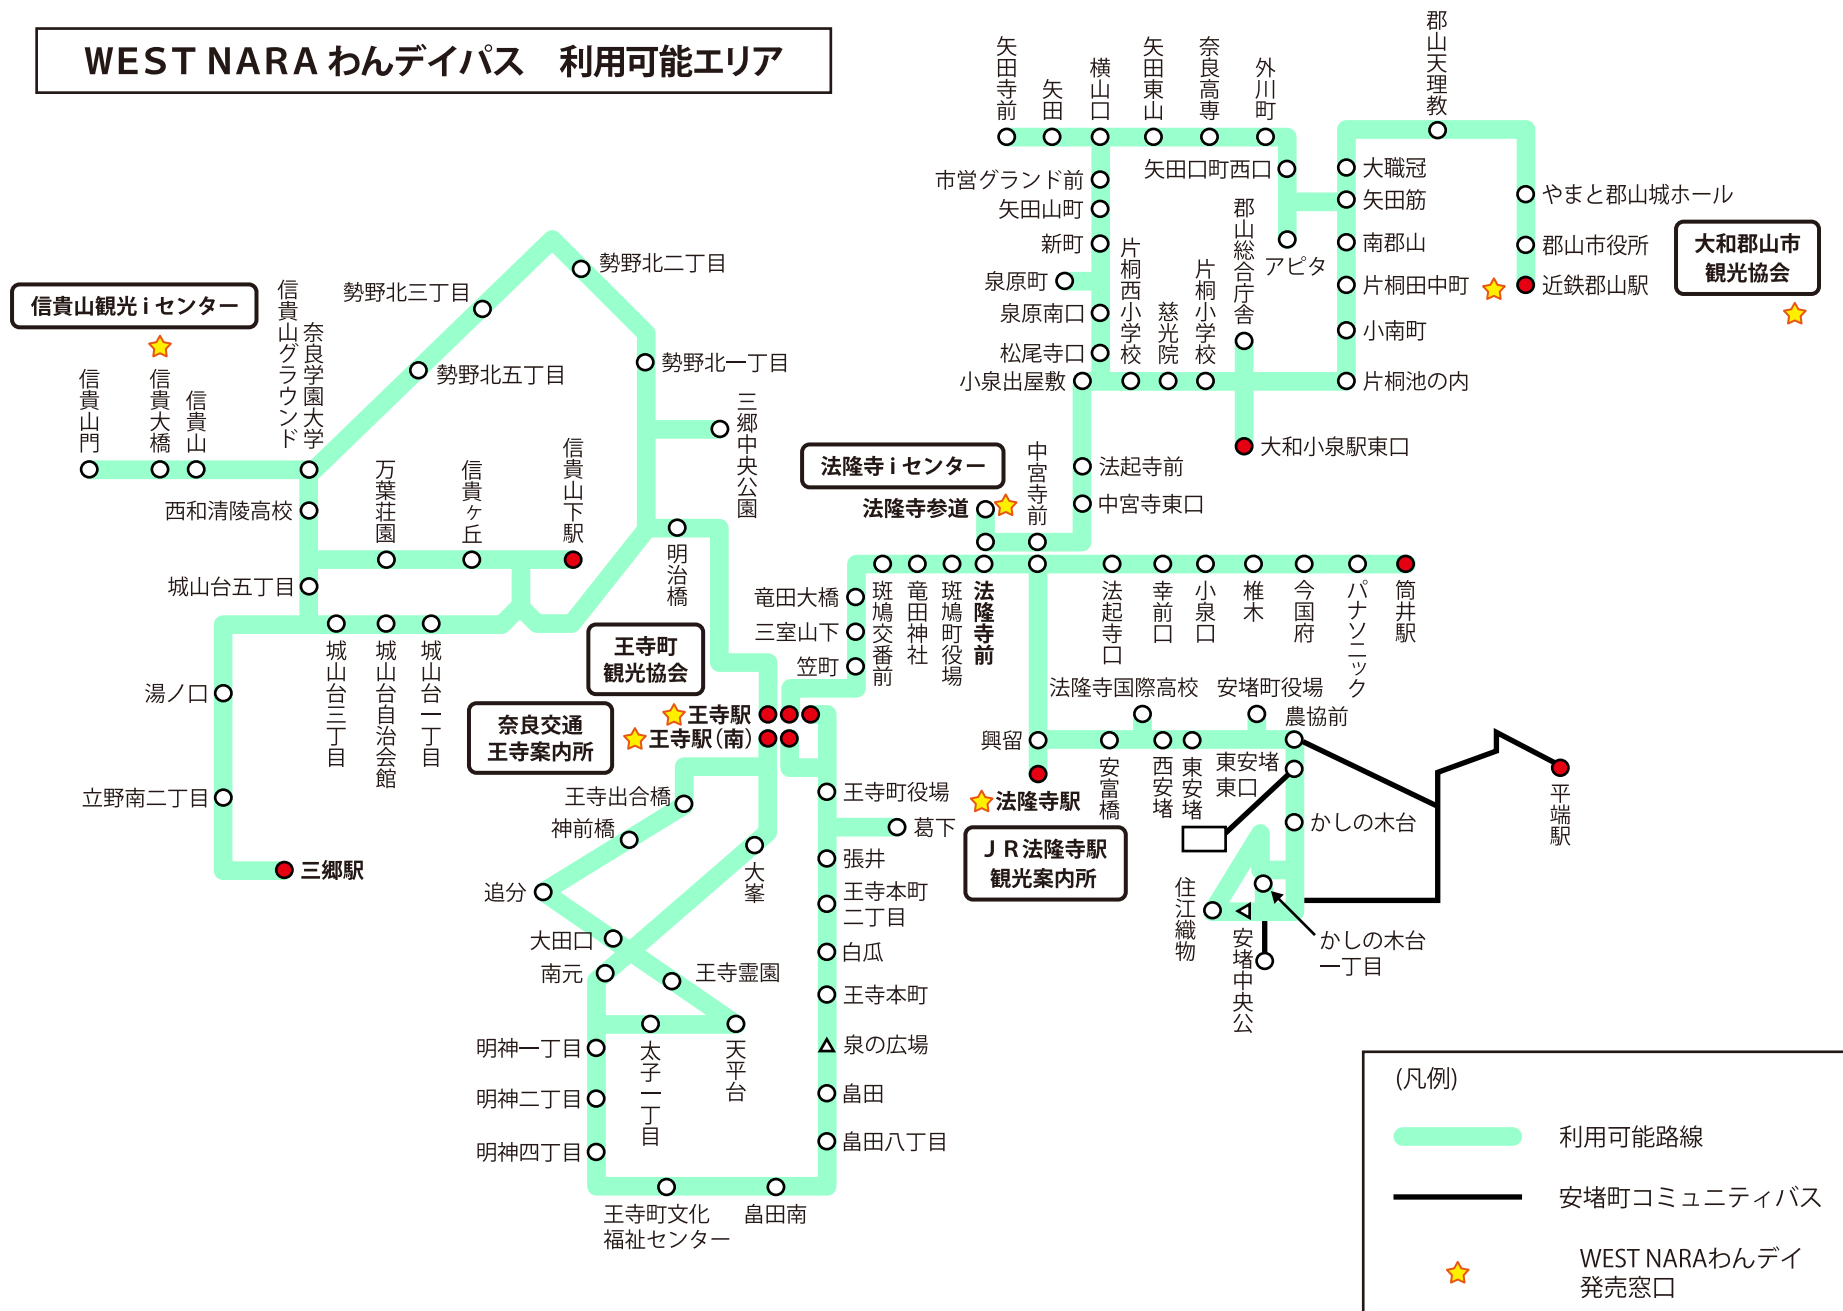 WEST NARA わんデイパス　利用可能エリア
矢田寺前
矢田
横山口
矢田東山
奈良高専
外川町
郡山天理教
市営グランド前
矢田山町
新町
泉原町
泉原南口
松尾寺口
小泉出屋敷
片桐西小学校
慈光院
片桐小学校
郡山総合庁舎
矢田口町西口
アピタ
大職冠
矢田筋
南郡山
片桐田中町
小南町
片桐池の内
大和小泉駅東口
やまと郡山城ホール
郡山市役所
近鉄郡山駅
大和郡山市
観光協会
信貴山観光 i センター
信貴山門
信貴大橋
信貴山
信貴山グラウンド
奈良学園大学
勢野北三丁目
勢野北二丁目
勢野北五丁目
勢野北一丁目
三郷中央公園
西和清陵高校
万葉荘園
信貴ヶ丘
信貴山下駅
城山台五丁目
城山台三丁目
城山台自治会館
城山台一丁目
明治橋
湯ノ口
立野南二丁目
三郷駅
法隆寺 i センター
法隆寺参道
中宮寺前
法起寺前
中宮寺東口
竜田大橋
三室山下
笠町
斑鳩交番前
竜田神社
斑鳩町役場
法隆寺前
法起寺口
幸前口
小泉口
椎木
今国府
パナソニック
筒井駅
王寺町
観光協会
奈良交通
王寺案内所
王寺駅
王寺駅（南）
法隆寺国際高校
安堵町役場
農協前
興留
安富橋
西安堵
東安堵
東安堵
東口
平端駅
法隆寺駅
ＪＲ法隆寺駅
観光案内所
かしの木台
住江織物
安堵中央公
かしの木台
一丁目
王寺出合橋
神前橋
追分
大峯
大田口
南元
王寺霊園
太子一丁目
天平台
明神一丁目
明神二丁目
明神四丁目
王寺町文化
福祉センター
畠田南
王寺町役場
葛下
張井
王寺本町
二丁目
白瓜
王寺本町
泉の広場
畠田
畠田八丁目
(凡例)
利用可能路線
安堵町コミュニティバス
WEST NARAわんデイ
発売窓口